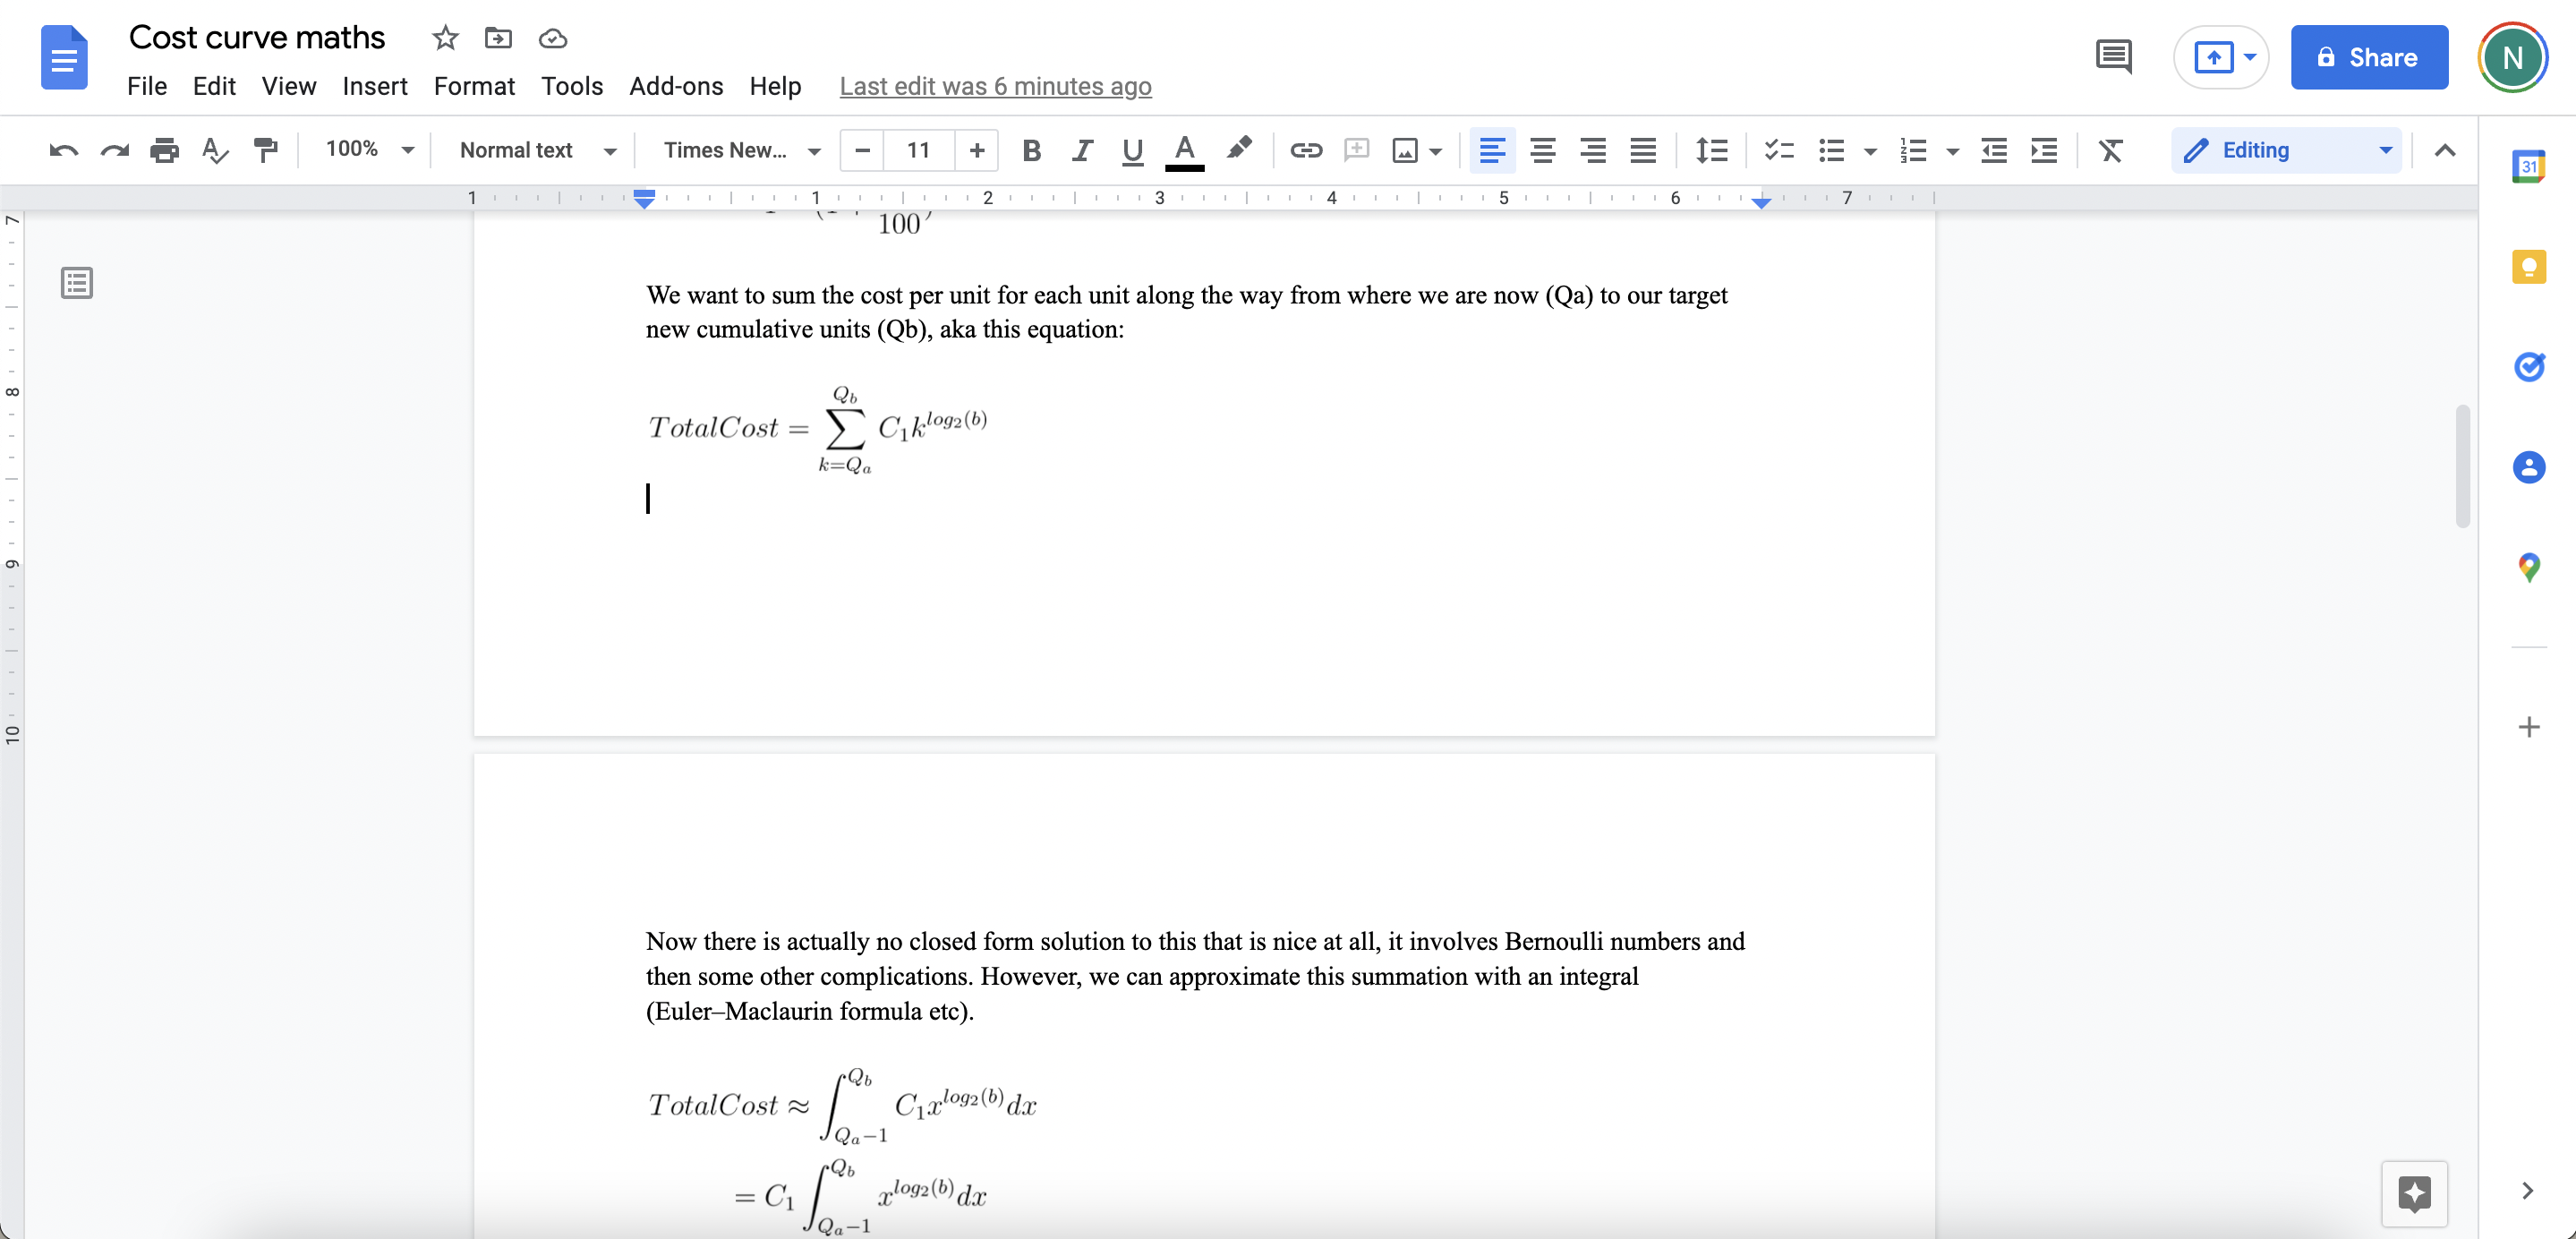 Cost curve maths
File Edit View Insert Format Tools Add-ons Help Last edit was 6 minutes ago
Share
N
100% Normal text Times New... − 11 + B I U A Editing
31
1 1 2 3 4 5 6 7
7
8
9
10
100
We want to sum the cost per unit for each unit along the way from where we are now (Qa) to our target
new cumulative units (Qb), aka this equation:
TotalCost = ∑_{k=Q_a}^{Q_b} C_1 k^{log_2(b)}
Now there is actually no closed form solution to this that is nice at all, it involves Bernoulli numbers and
then some other complications. However, we can approximate this summation with an integral
(Euler–Maclaurin formula etc).
TotalCost ≈ ∫_{Q_a−1}^{Q_b} C_1 x^{log_2(b)} dx
= C_1 ∫_{Q_a−1}^{Q_b} x^{log_2(b)} dx